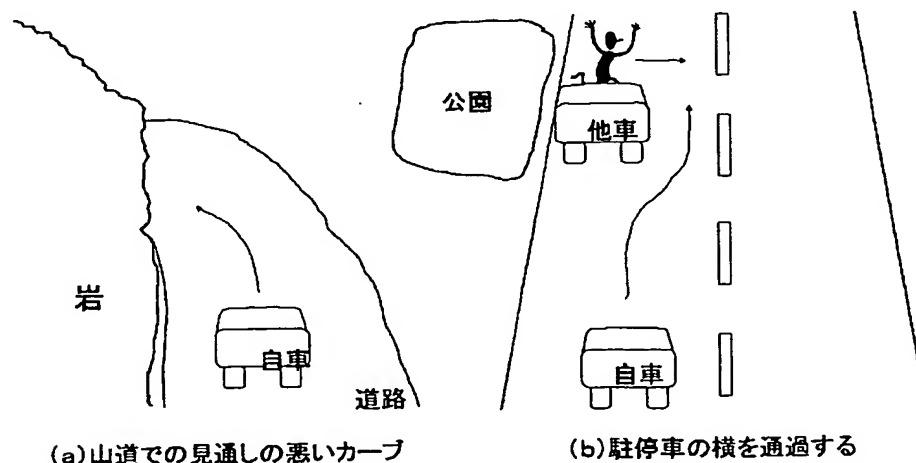 公園
他車
岩
自車
自車
道路
(a)山道での見通しの悪いカーブ
(b)駐停車の横を通過する